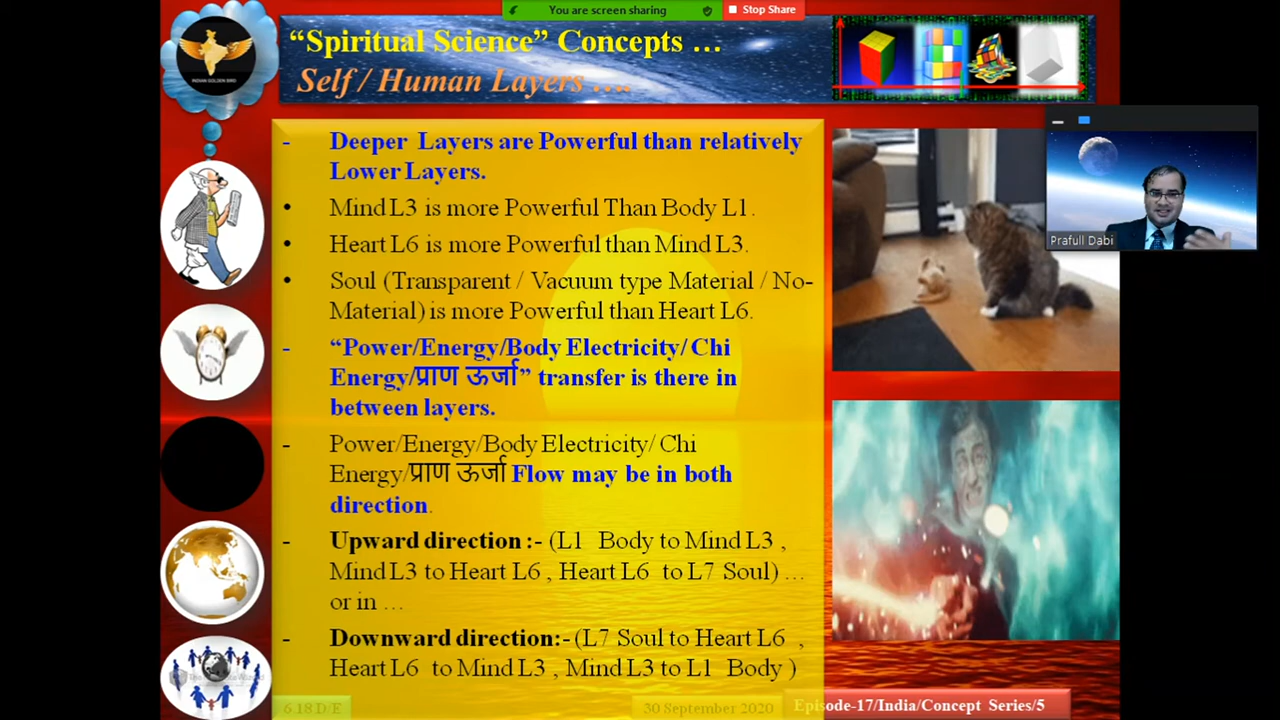 You are screen sharing
Stop Share
“Spiritual Science” Concepts …
Self / Human Layers ….
INDIAN GOLDEN BIRD
- Deeper Layers are Powerful than relatively
Lower Layers.
• Mind L3 is more Powerful Than Body L1.
• Heart L6 is more Powerful than Mind L3.
• Soul (Transparent / Vacuum type Material / No-
Material) is more Powerful than Heart L6.
- “Power/Energy/Body Electricity/ Chi
Energy/प्राण ऊर्जा” transfer is there in
between layers.
- Power/Energy/Body Electricity/ Chi
Energy/प्राण ऊर्जा Flow may be in both
direction.
- Upward direction :- (L1 Body to Mind L3 ,
Mind L3 to Heart L6 , Heart L6 to L7 Soul) …
or in …
- Downward direction:- (L7 Soul to Heart L6 ,
Heart L6 to Mind L3 , Mind L3 to L1 Body )
Prafull Dabi
6.18 D/E
30 September 2020
Episode-17/India/Concept Series/5